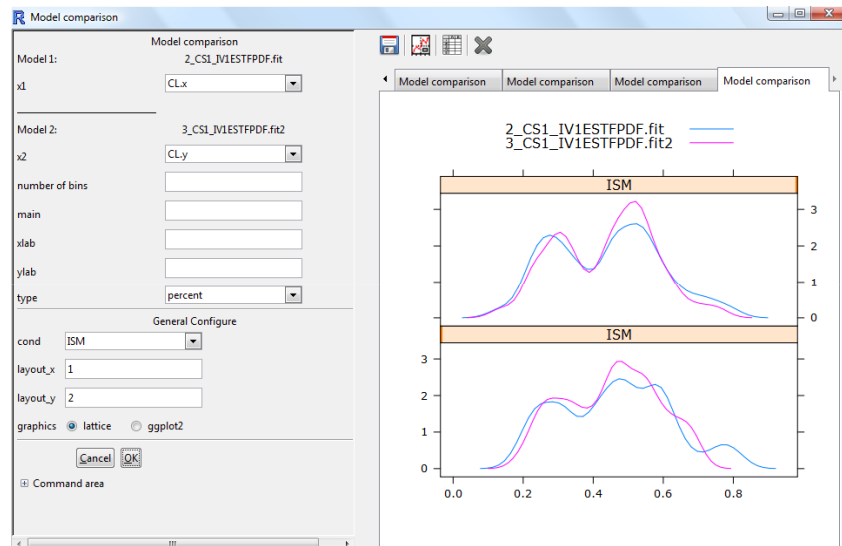 R Model comparison
Model comparison
Model 1: 2_CS1_IV1ESTFPDF.fit
x1 CL.x
Model 2: 3_CS1_IV1ESTFPDF.fit2
x2 CL.y
number of bins
main
xlab
ylab
type percent
General Configure
cond ISM
layout_x 1
layout_y 2
graphics lattice ggplot2
Cancel OK
Command area
Model comparison Model comparison Model comparison Model comparison
2_CS1_IV1ESTFPDF.fit
3_CS1_IV1ESTFPDF.fit2
ISM
3
2
1
0
ISM
3
2
1
0
0.0 0.2 0.4 0.6 0.8